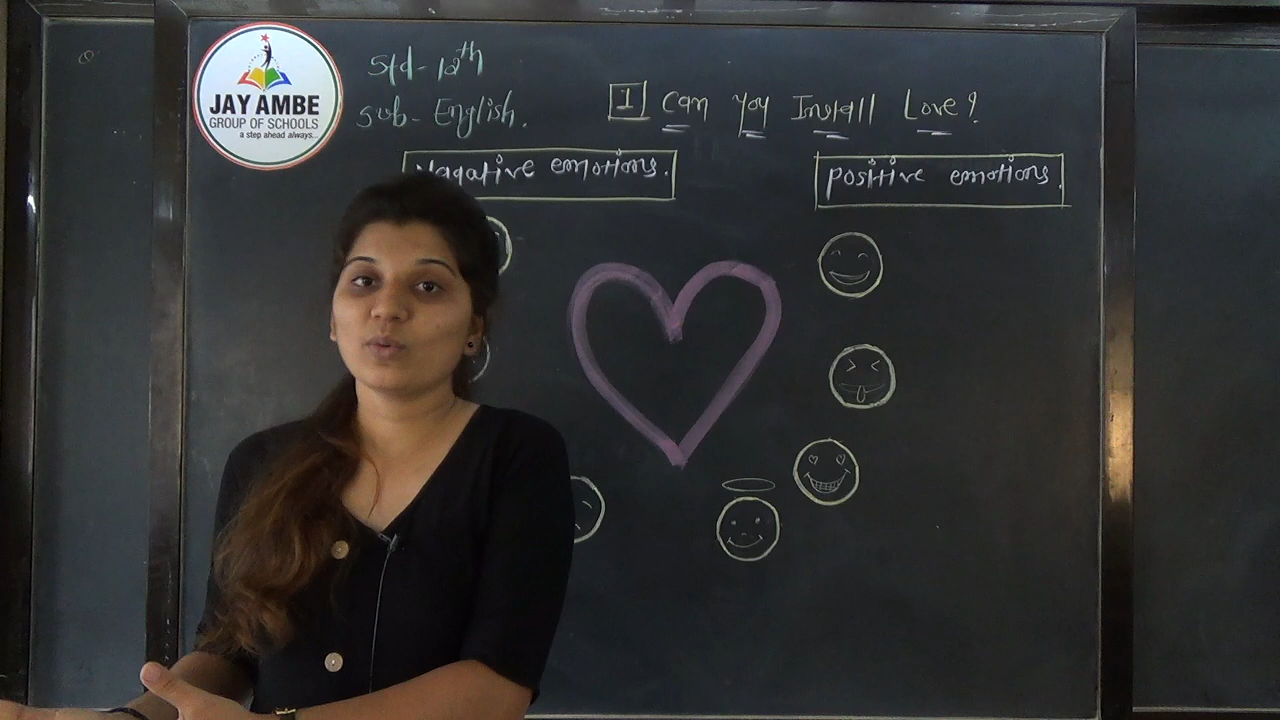 JAY AMBE
GROUP OF SCHOOLS
a step ahead always...
Std - 12th
Sub - English.
1 Can you Install Love?
Nagative emotions.
positive emotions.